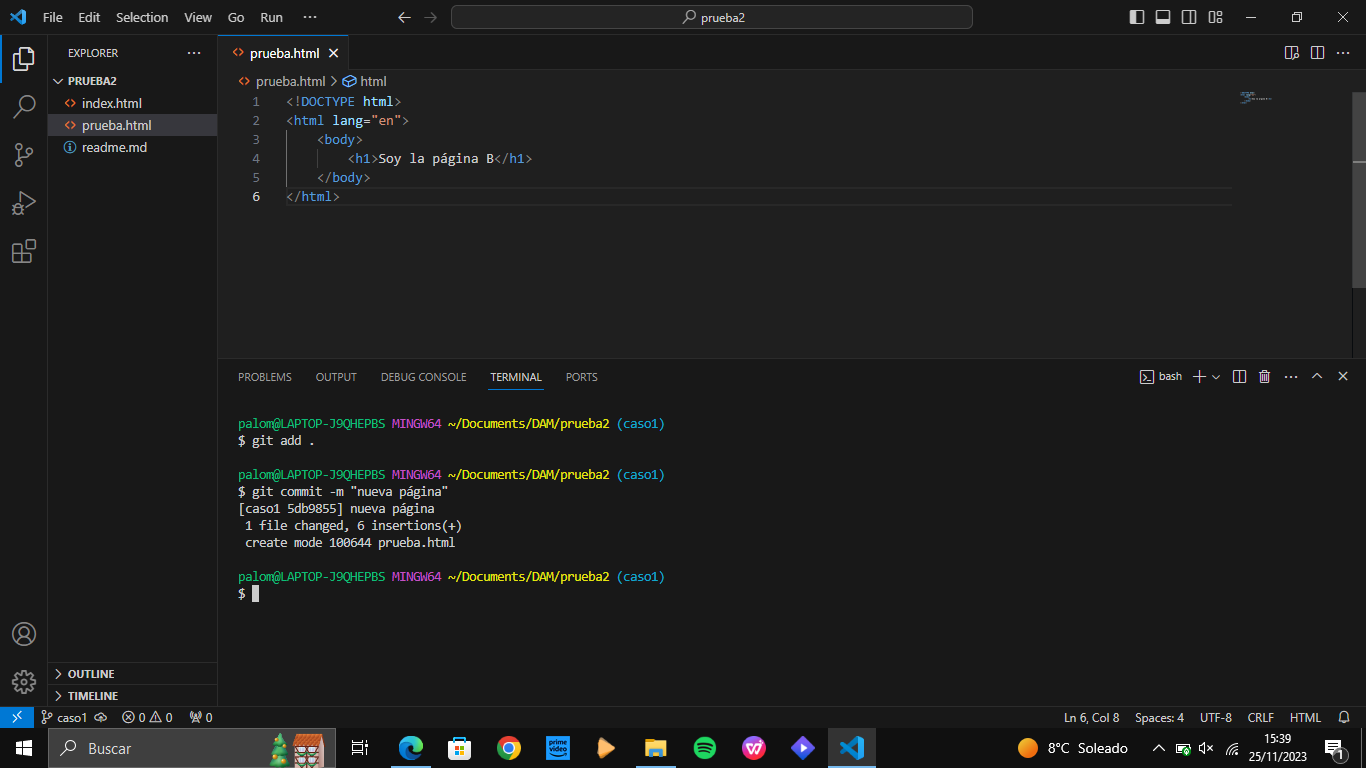 File Edit Selection View Go Run ···
prueba2
EXPLORER ···
PRUEBA2
index.html
prueba.html
readme.md
OUTLINE
TIMELINE
prueba.html
prueba.html > html
1 <!DOCTYPE html>
2 <html lang="en">
3 <body>
4 <h1>Soy la página B</h1>
5 </body>
6 </html>
PROBLEMS OUTPUT DEBUG CONSOLE TERMINAL PORTS
bash
palom@LAPTOP-J9QHEPBS MINGW64 ~/Documents/DAM/prueba2 (caso1)
$ git add .
palom@LAPTOP-J9QHEPBS MINGW64 ~/Documents/DAM/prueba2 (caso1)
$ git commit -m "nueva página"
[caso1 5db9855] nueva página
1 file changed, 6 insertions(+)
create mode 100644 prueba.html
palom@LAPTOP-J9QHEPBS MINGW64 ~/Documents/DAM/prueba2 (caso1)
$
caso1 0 0 0 Ln 6, Col 8 Spaces: 4 UTF-8 CRLF HTML
Buscar
prime video
8°C Soleado
15:39
25/11/2023
1